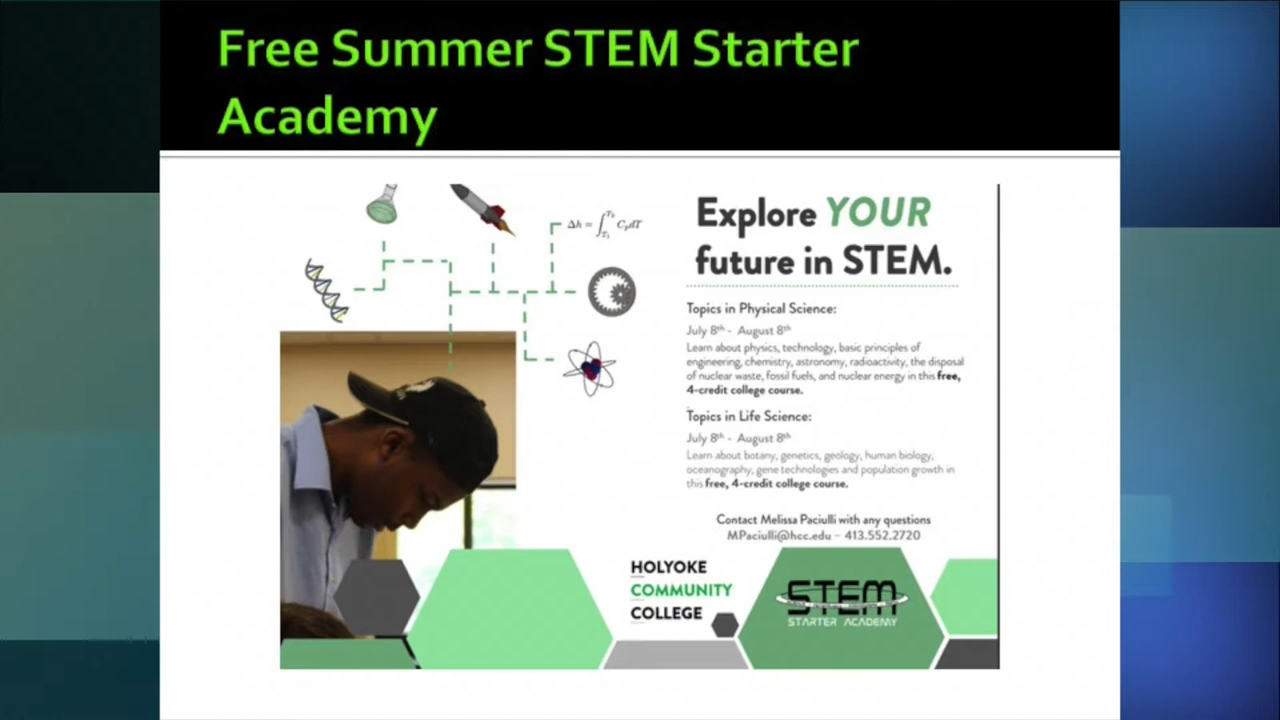 Free Summer STEM Starter
Academy
Δh = ∫T₁T₂ CpdT
Explore YOUR
future in STEM.
Topics in Physical Science:
July 8th - August 8th
Learn about physics, technology, basic principles of
engineering, chemistry, astronomy, radioactivity, the disposal
of nuclear waste, fossil fuels, and nuclear energy in this free,
4-credit college course.
Topics in Life Science:
July 8th - August 8th
Learn about botany, genetics, geology, human biology,
oceanography, gene technologies and population growth in
this free, 4-credit college course.
Contact Melissa Paciulli with any questions
MPaciulli@hcc.edu – 413.552.2720
HOLYOKE
COMMUNITY
COLLEGE
STEM
STARTER ACADEMY